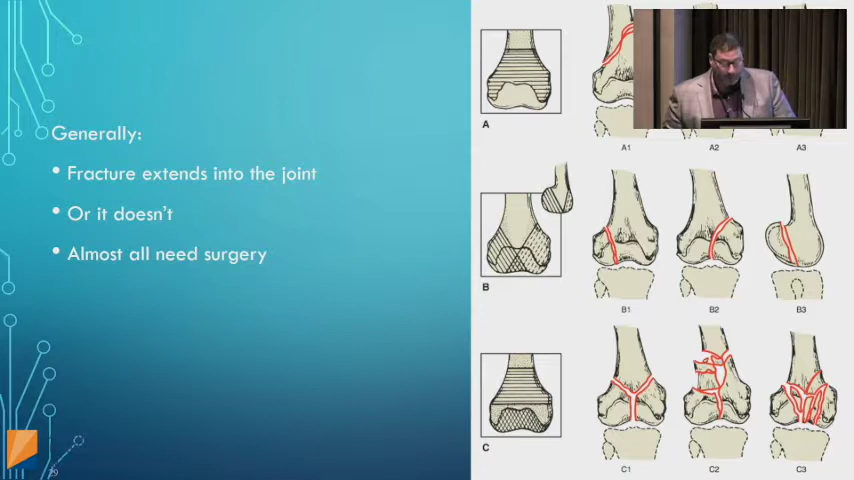 Generally:
• Fracture extends into the joint
• Or it doesn't
• Almost all need surgery
29
A
A1
A2
A3
B
B1
B2
B3
C
C1
C2
C3